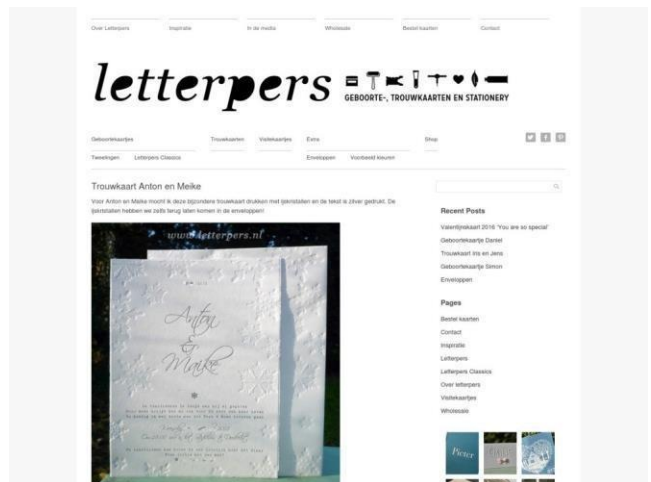 Over Letterpers
Inspiratie
In de media
Wholesale
Bestel kaarten
Contact
letterpers
GEBOORTE-, TROUWKAARTEN EN STATIONERY
Geboortekaartjes
Trouwkaarten
Visitekaartjes
Extra
Shop
Tweelingen
Letterpers Classics
Enveloppen
Voorbeeld kleuren
Trouwkaart Anton en Meike
Voor Anton en Meike mocht ik deze bijzondere trouwkaart drukken met ijskristallen en de tekst is zilver gedrukt. De
ijskristallen hebben we zelfs terug laten komen in de enveloppen!
www.letterpers.nl
Anton
&
Maike
Recent Posts
Valentijnskaart 2016 'You are so special'
Geboortekaartje Daniel
Trouwkaart Iris en Jens
Geboortekaartje Simon
Enveloppen
Pages
Bestel kaarten
Contact
Inspiratie
Letterpers
Letterpers Classics
Over letterpers
Visitekaartjes
Wholesale
Pieter